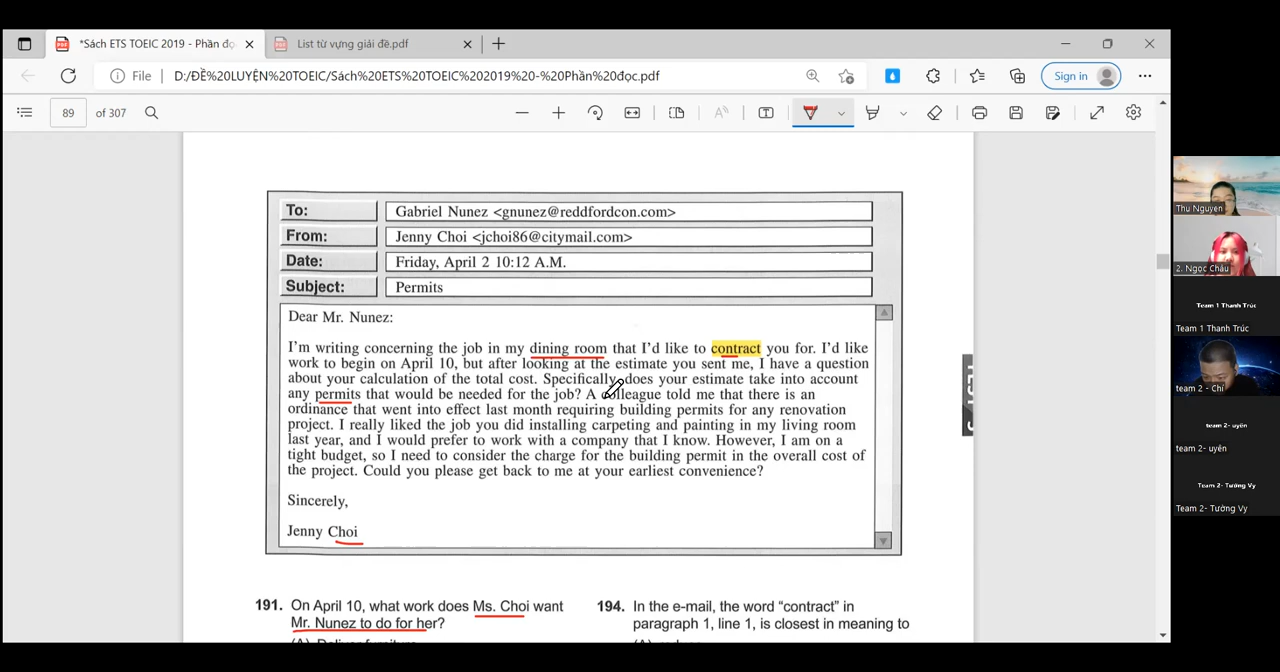 *Sách ETS TOEIC 2019 - Phần đọ
List từ vựng giải đề.pdf
File
D:/ĐỀ%20LUYỆN%20TOEIC/Sách%20ETS%20TOEIC%202019%20-%20Phần%20đọc.pdf
Sign in
89 of 307
To: Gabriel Nunez <gnunez@reddfordcon.com>
From: Jenny Choi <jchoi86@citymail.com>
Date: Friday, April 2 10:12 A.M.
Subject: Permits
Dear Mr. Nunez:
I'm writing concerning the job in my dining room that I'd like to contract you for. I'd like
work to begin on April 10, but after looking at the estimate you sent me, I have a question
about your calculation of the total cost. Specifically, does your estimate take into account
any permits that would be needed for the job? A colleague told me that there is an
ordinance that went into effect last month requiring building permits for any renovation
project. I really liked the job you did installing carpeting and painting in my living room
last year, and I would prefer to work with a company that I know. However, I am on a
tight budget, so I need to consider the charge for the building permit in the overall cost of
the project. Could you please get back to me at your earliest convenience?
Sincerely,
Jenny Choi
191. On April 10, what work does Ms. Choi want
Mr. Nunez to do for her?
194. In the e-mail, the word "contract" in
paragraph 1, line 1, is closest in meaning to
Thu Nguyen
2. Ngọc Châu
Team 1 Thanh Trúc
Team 1 Thanh Trúc
team 2 - Chí
team 2- uyên
team 2- uyên
Team 2- Tường Vy
Team 2- Tường Vy